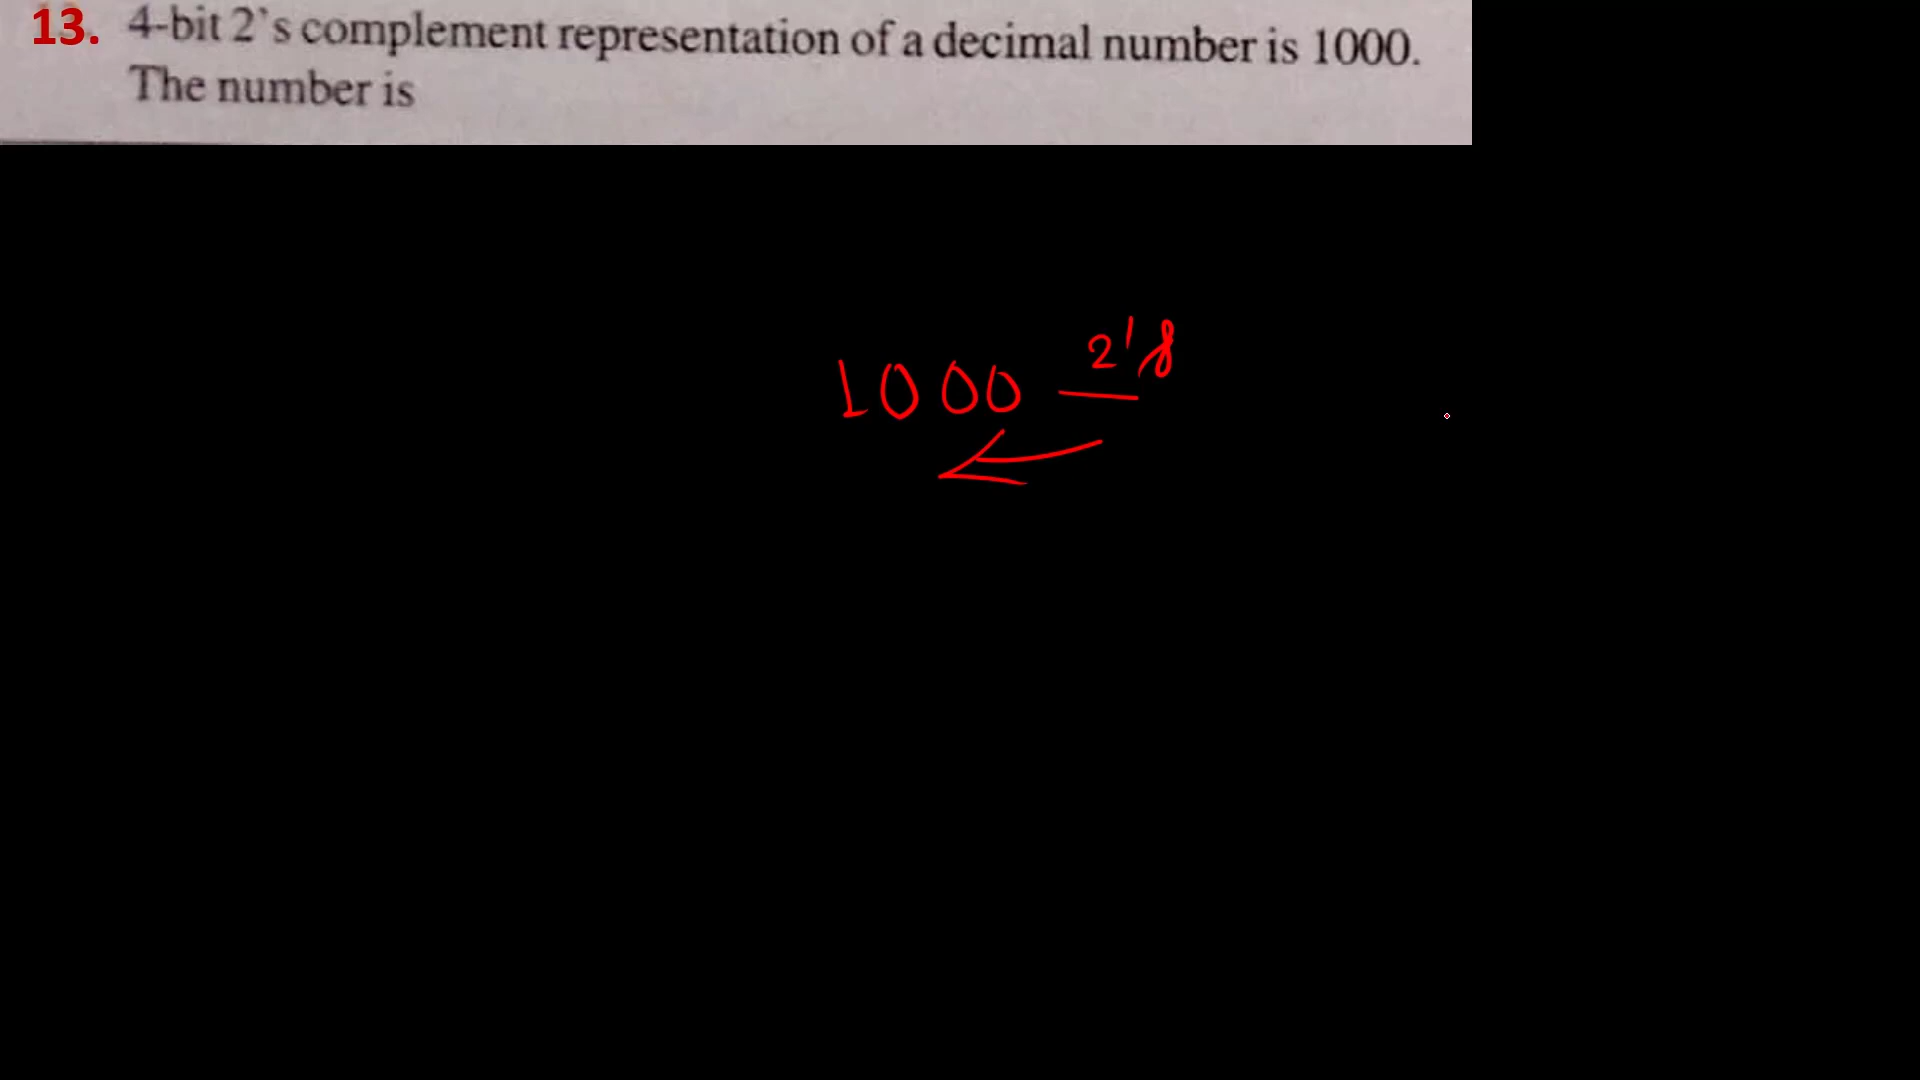 13. 4-bit 2's complement representation of a decimal number is 1000.
The number is
1000 2's